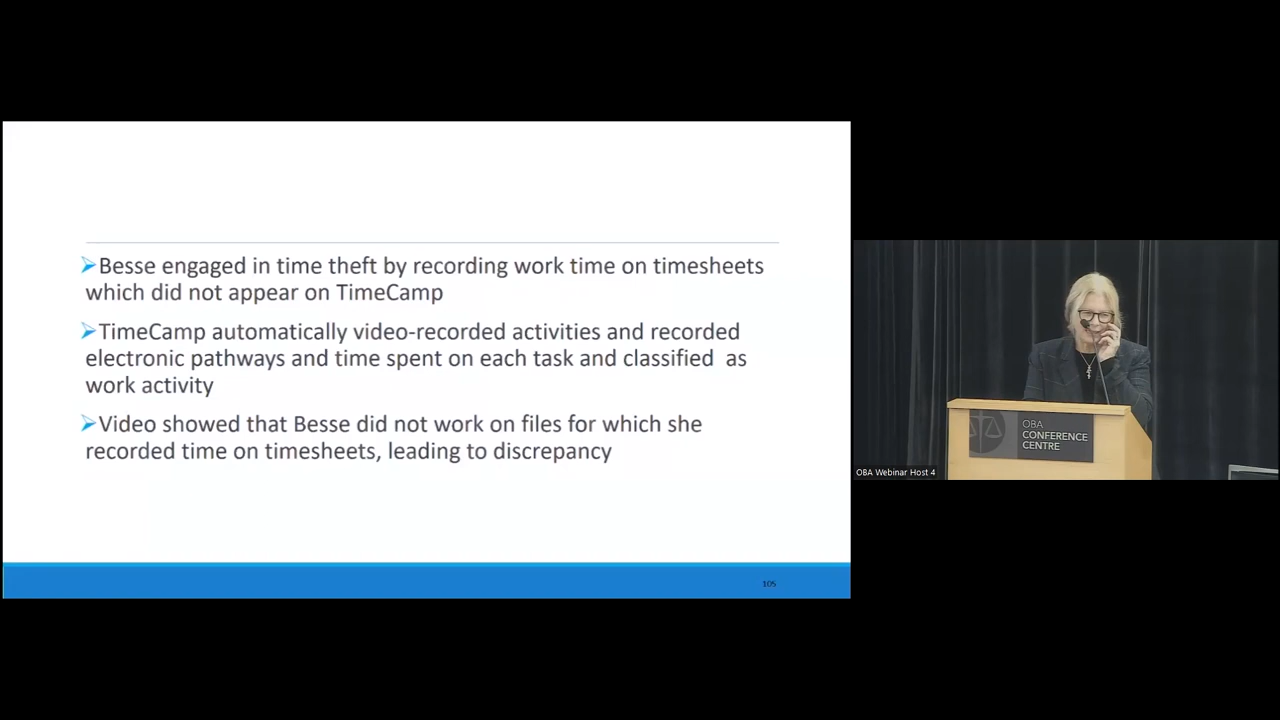 ➢Besse engaged in time theft by recording work time on timesheets
which did not appear on TimeCamp
➢TimeCamp automatically video-recorded activities and recorded
electronic pathways and time spent on each task and classified as
work activity
➢Video showed that Besse did not work on files for which she
recorded time on timesheets, leading to discrepancy
105
OBA
CONFERENCE
CENTRE
OBA Webinar Host 4